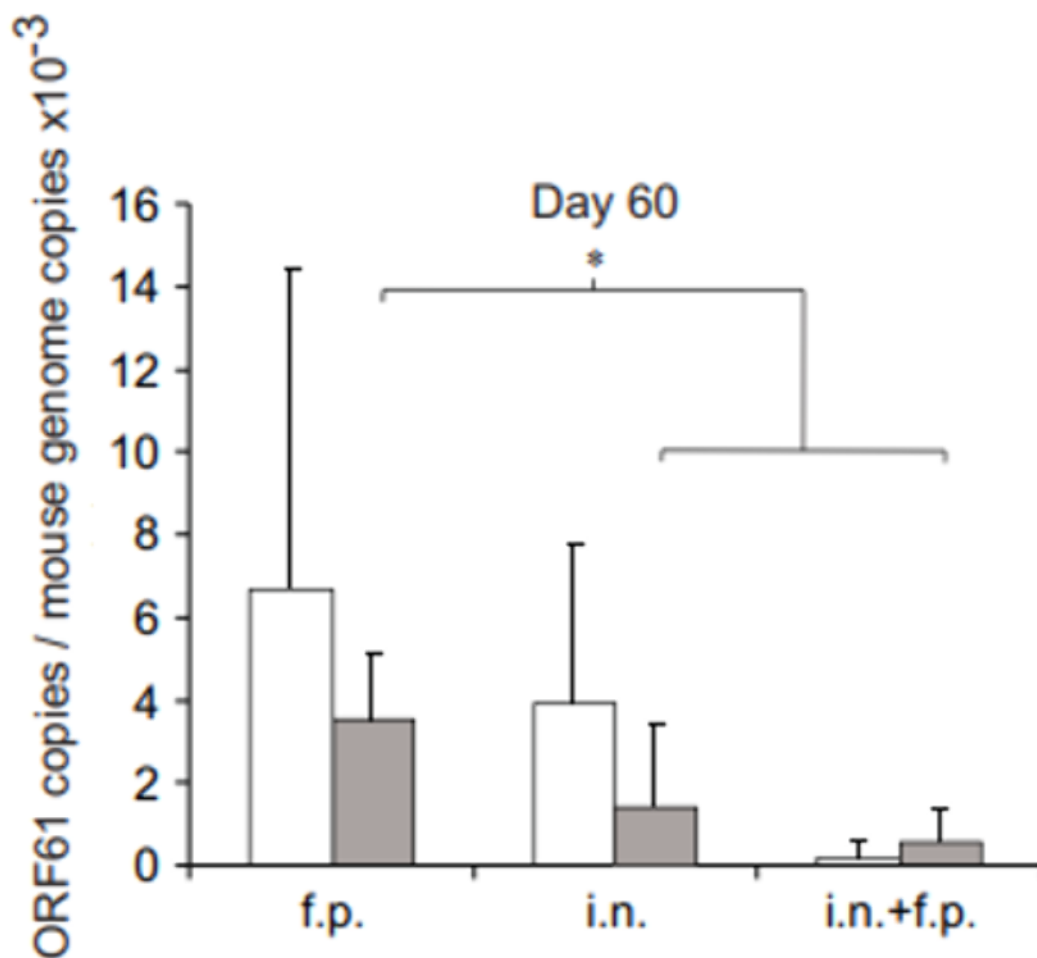 ORF61 copies / mouse genome copies x10⁻³
Day 60
*
16
14
12
10
8
6
4
2
0
f.p.
i.n.
i.n.+f.p.